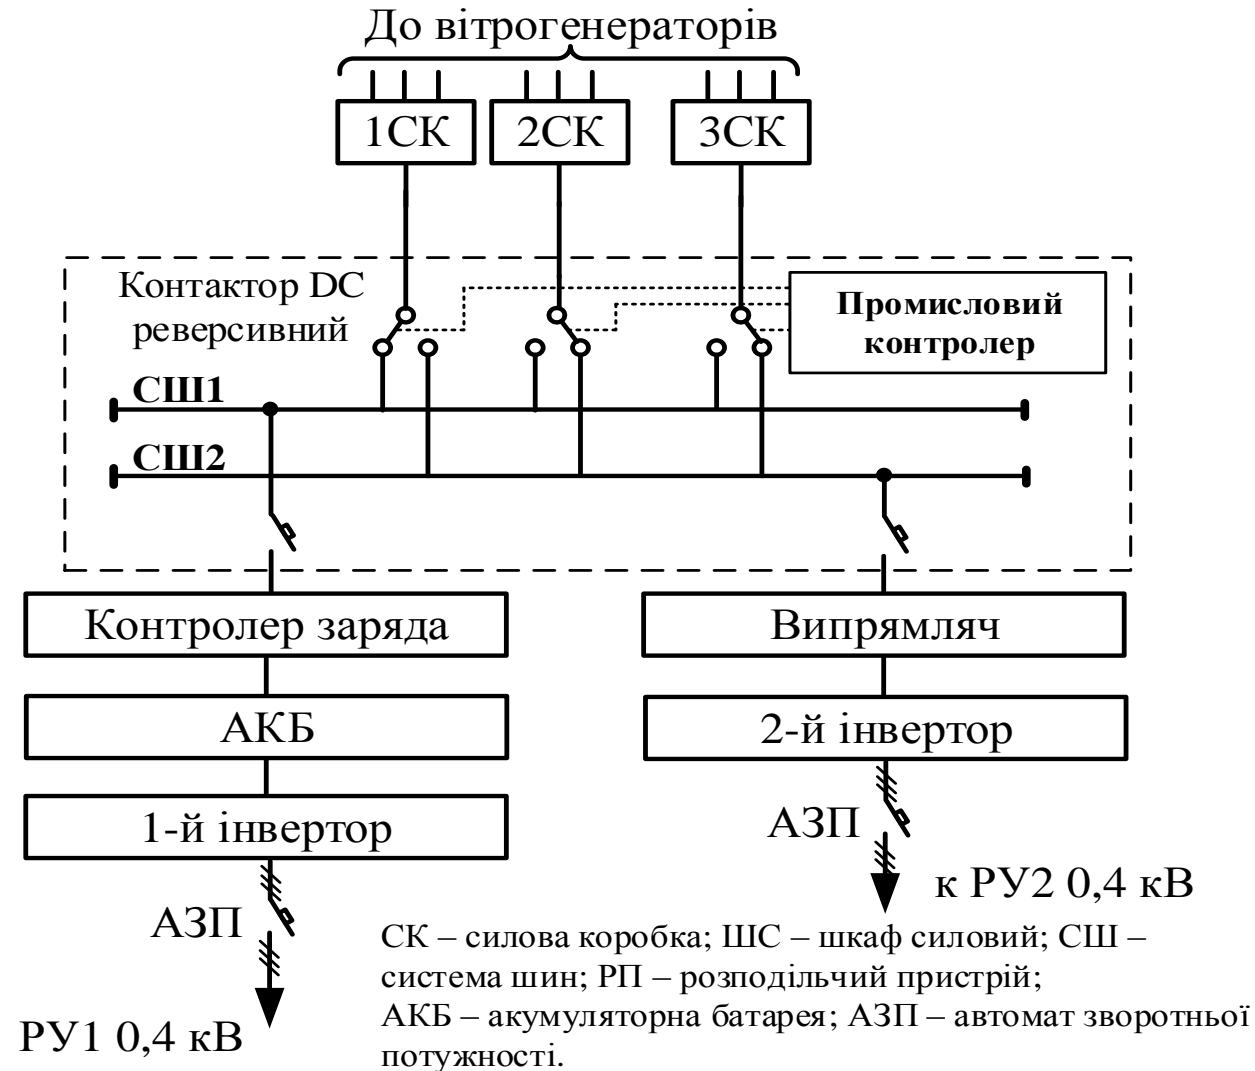 До вітрогенераторів
1СК
2СК
3СК
Контактор DC
реверсивний
Промисловий
контролер
СШ1
СШ2
Контролер заряда
Випрямляч
АКБ
2-й інвертор
1-й інвертор
АЗП
к РУ2 0,4 кВ
АЗП
РУ1 0,4 кВ
СК – силова коробка; ШС – шкаф силовий; СШ –
система шин; РП – розподільчий пристрій;
АКБ – акумуляторна батарея; АЗП – автомат зворотньої
потужності.